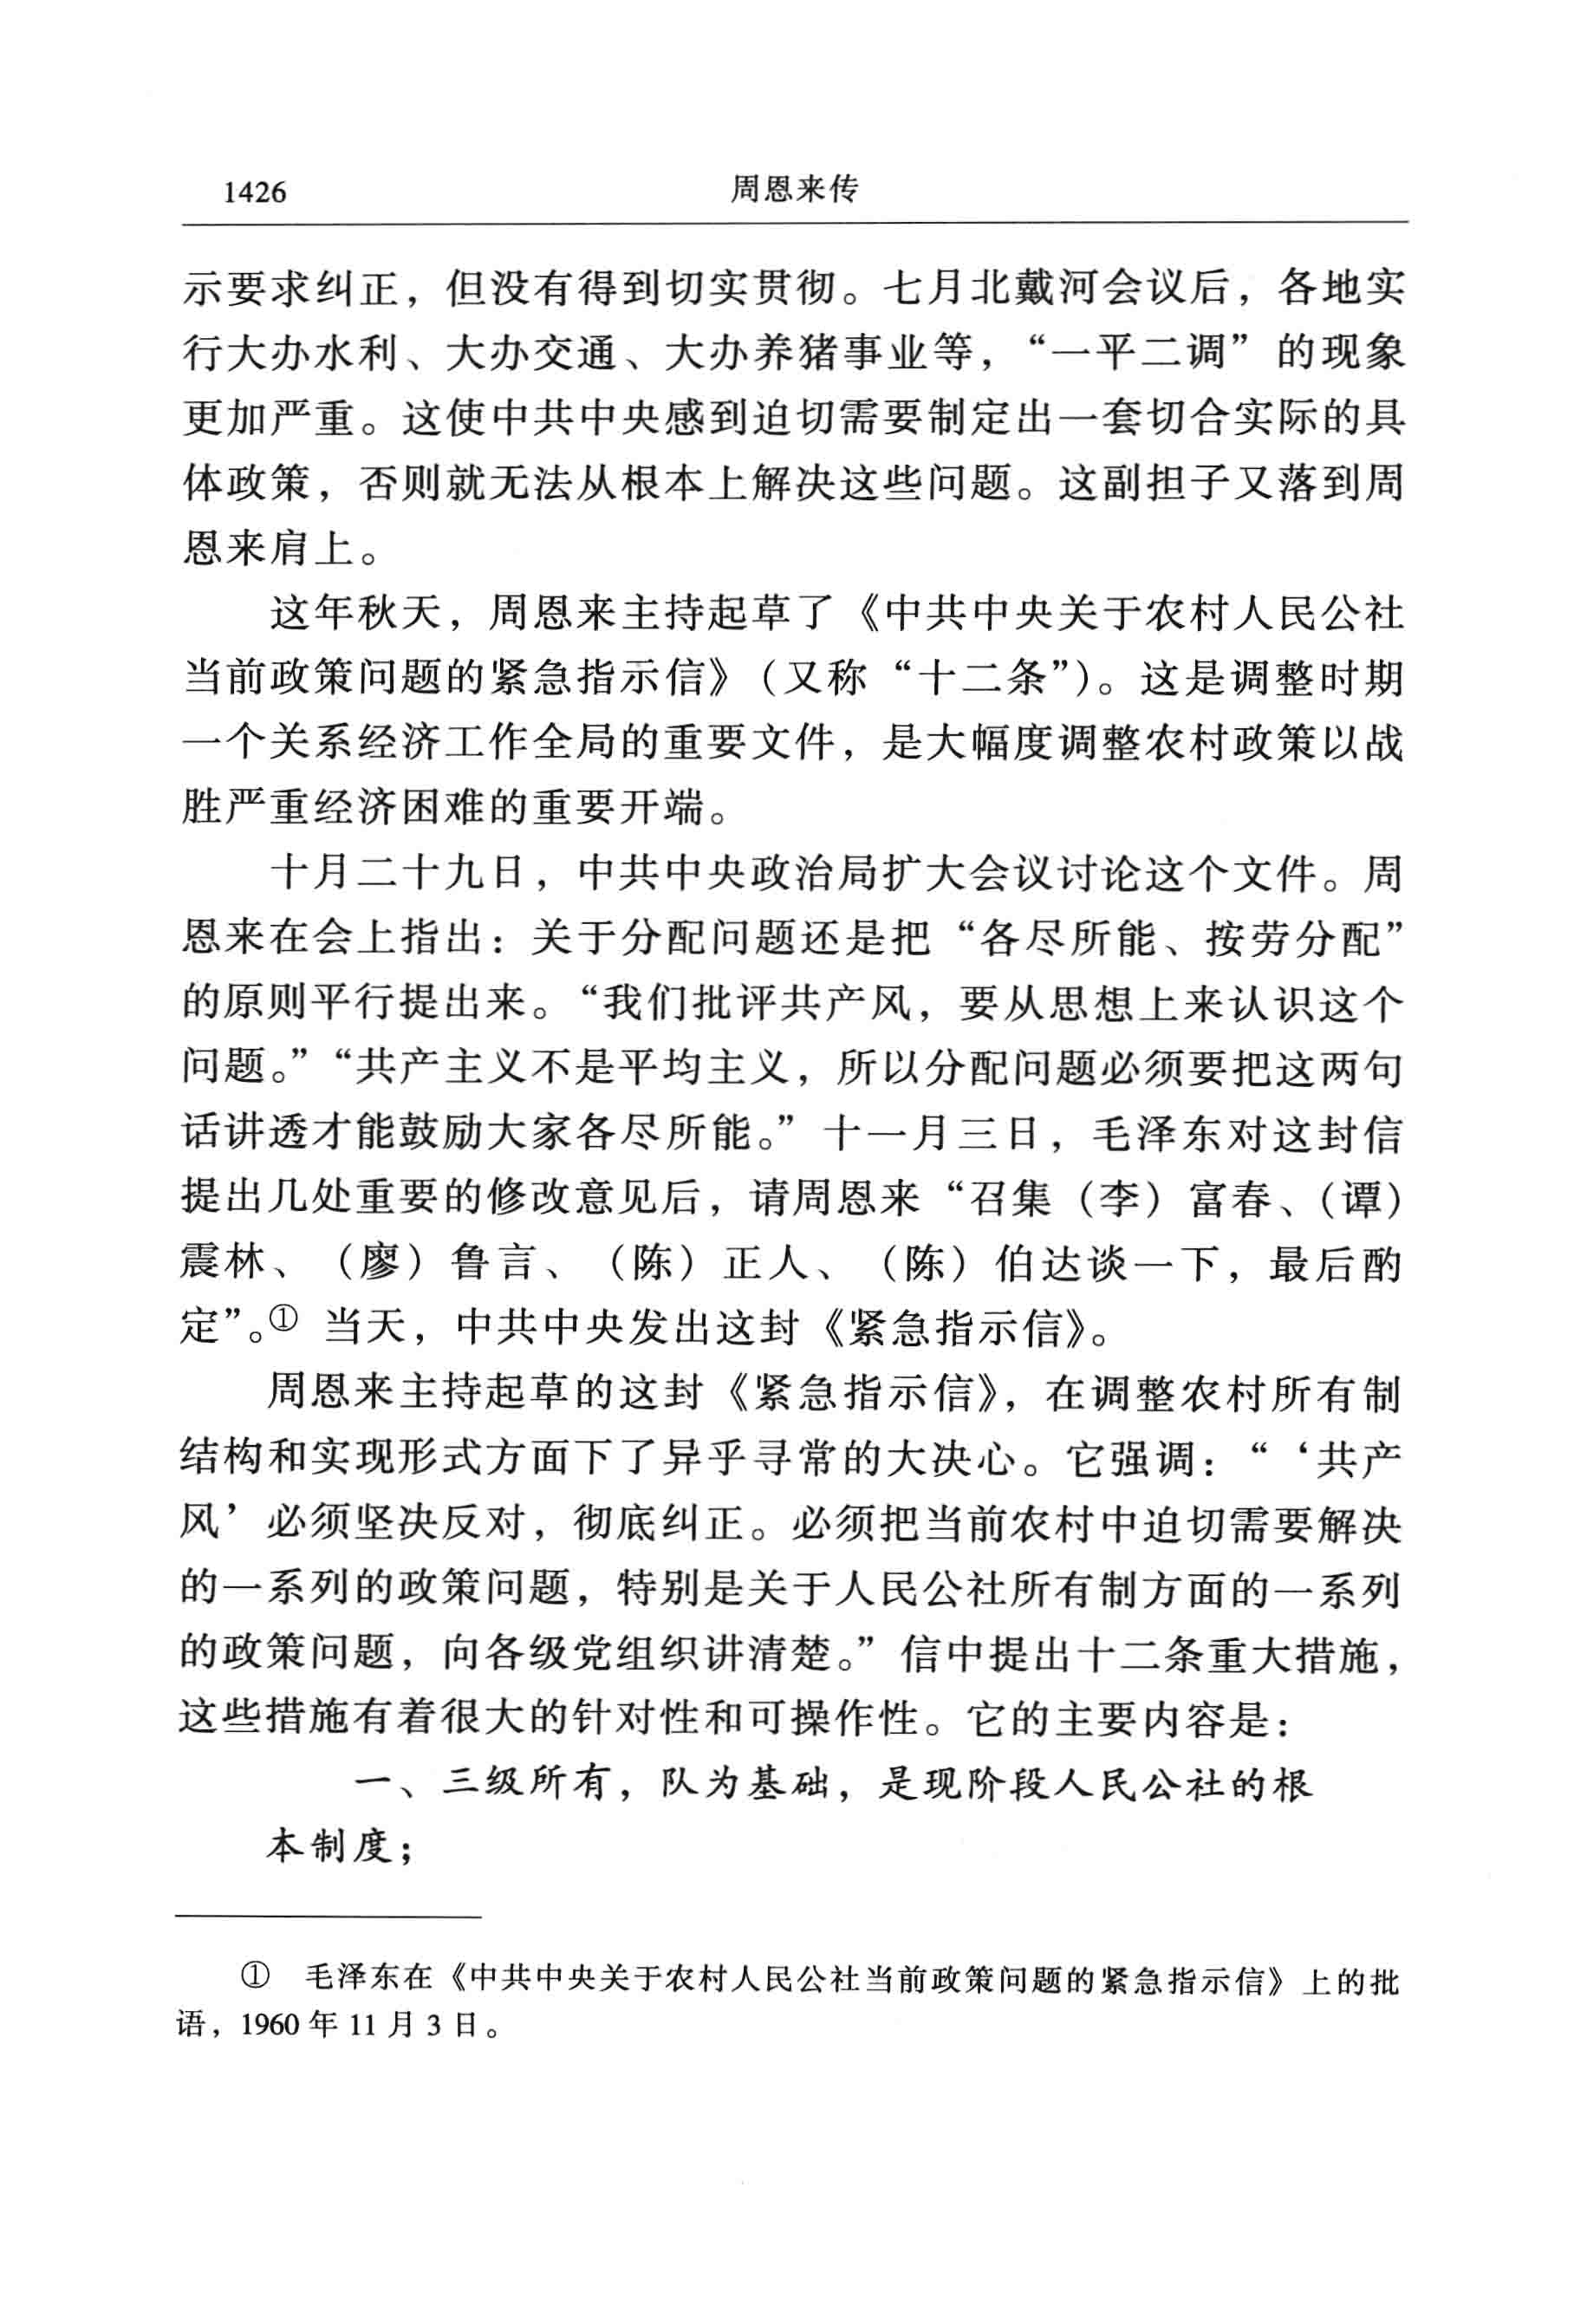 1426 周恩来传
示要求纠正，但没有得到切实贯彻。七月北戴河会议后，各地实
行大办水利、大办交通、大办养猪事业等，“一平二调”的现象
更加严重。这使中共中央感到迫切需要制定出一套切合实际的具
体政策，否则就无法从根本上解决这些问题。这副担子又落到周
恩来肩上。
这年秋天，周恩来主持起草了《中共中央关于农村人民公社
当前政策问题的紧急指示信》（又称“十二条”）。这是调整时期
一个关系经济工作全局的重要文件，是大幅度调整农村政策以战
胜严重经济困难的重要开端。
十月二十九日，中共中央政治局扩大会议讨论这个文件。周
恩来在会上指出：关于分配问题还是把“各尽所能、按劳分配”
的原则平行提出来。“我们批评共产风，要从思想上来认识这个
问题。”“共产主义不是平均主义，所以分配问题必须要把这两句
话讲透才能鼓励大家各尽所能。”十一月三日，毛泽东对这封信
提出几处重要的修改意见后，请周恩来“召集（李）富春、（谭）
震林、（廖）鲁言、（陈）正人、（陈）伯达谈一下，最后酌
定”。① 当天，中共中央发出这封《紧急指示信》。
周恩来主持起草的这封《紧急指示信》，在调整农村所有制
结构和实现形式方面下了异乎寻常的大决心。它强调：“‘共产
风’必须坚决反对，彻底纠正。必须把当前农村中迫切需要解决
的一系列的政策问题，特别是关于人民公社所有制方面的一系列
的政策问题，向各级党组织讲清楚。”信中提出十二条重大措施，
这些措施有着很大的针对性和可操作性。它的主要内容是：
一、三级所有，队为基础，是现阶段人民公社的根
本制度；
① 毛泽东在《中共中央关于农村人民公社当前政策问题的紧急指示信》上的批
语，1960 年 11 月 3 日。